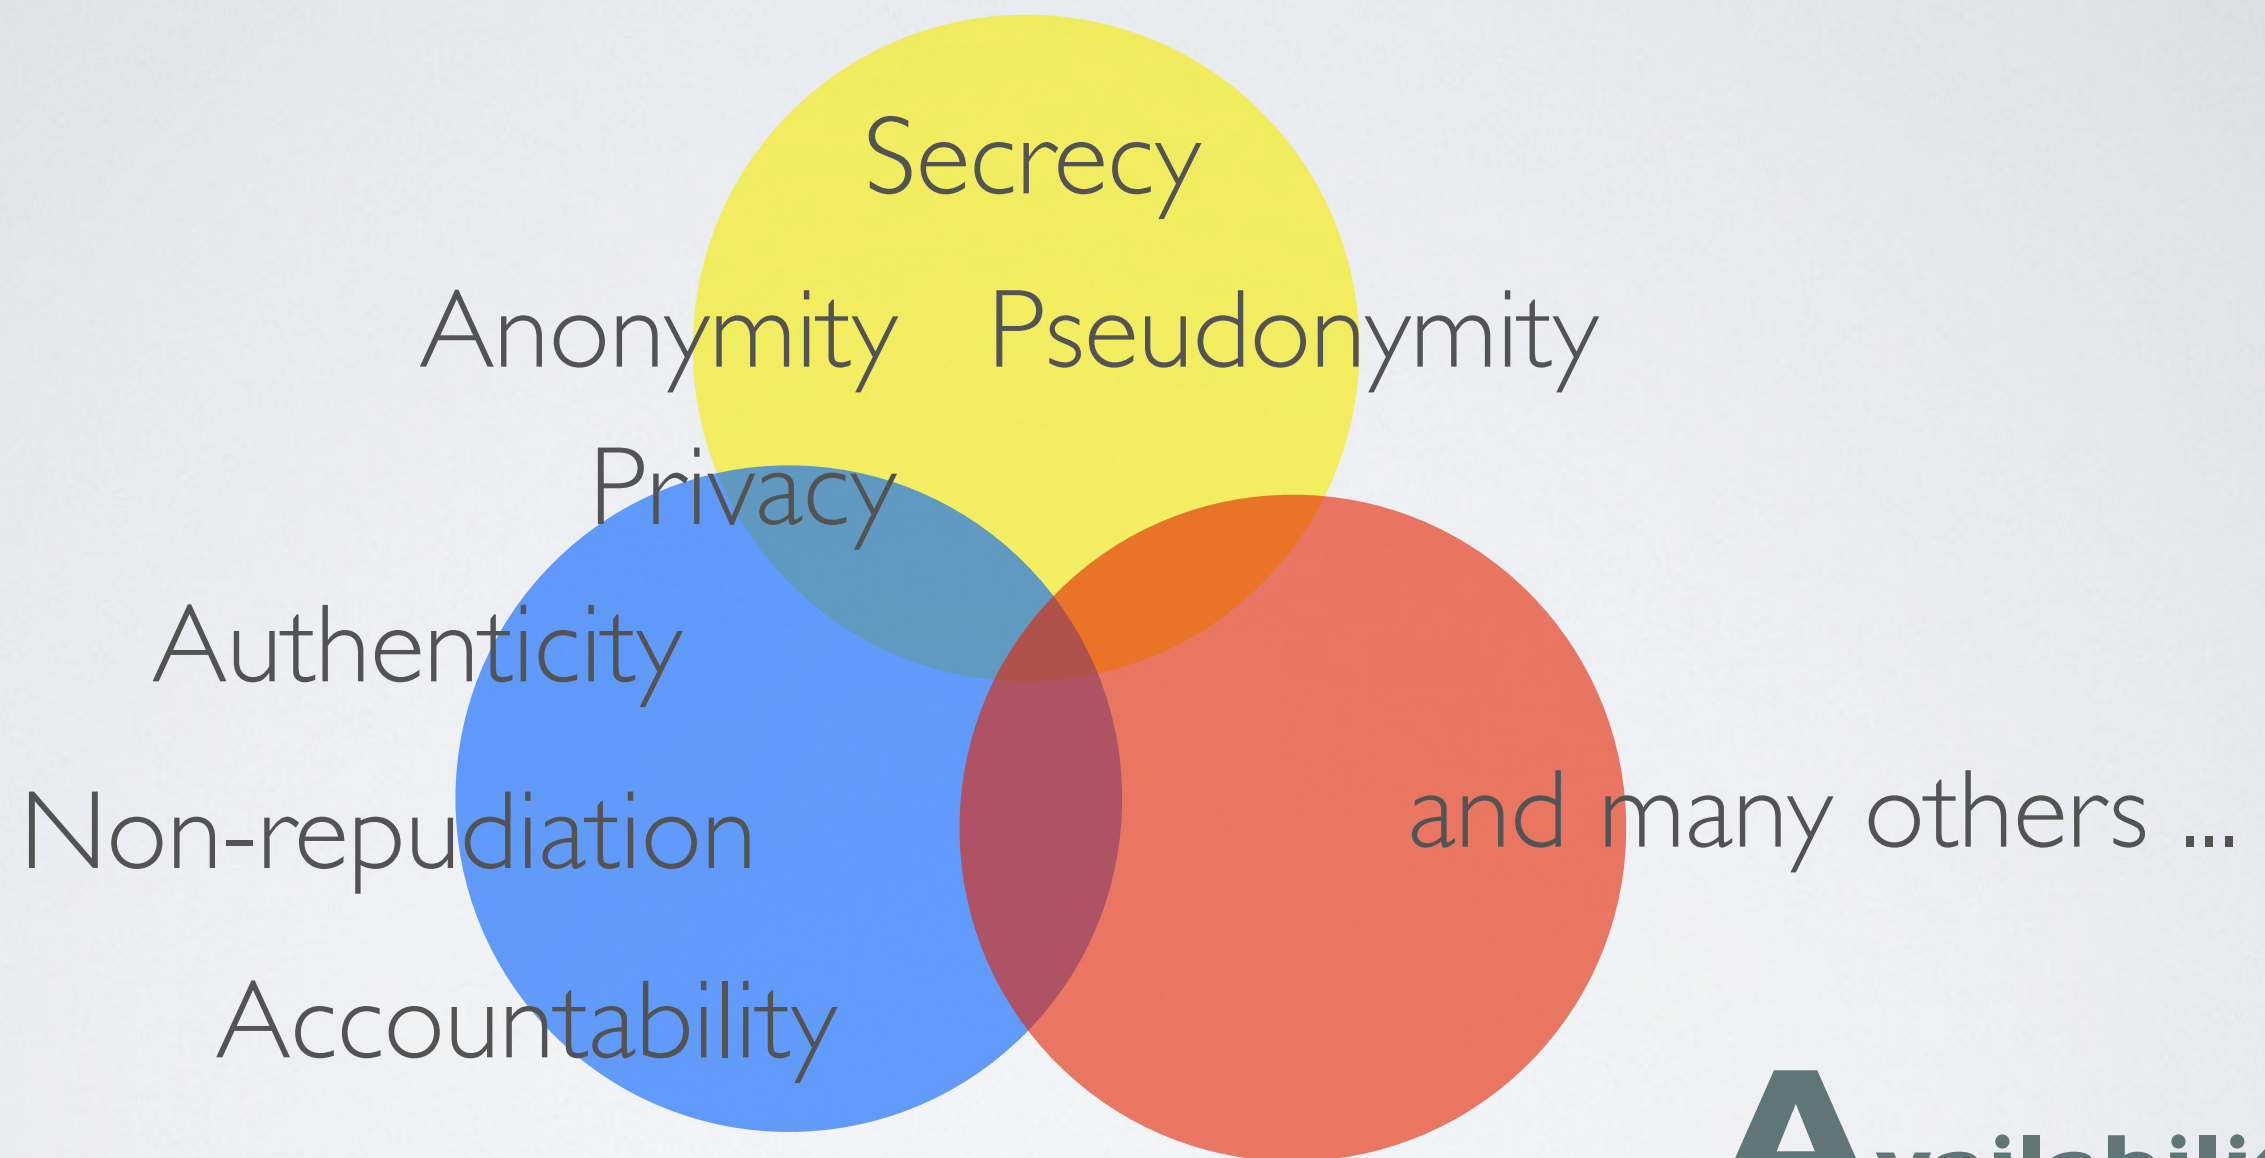 Secrecy
Anonymity Pseudonymity
Privacy
Authenticity
Non-repudiation
and many others ...
Accountability